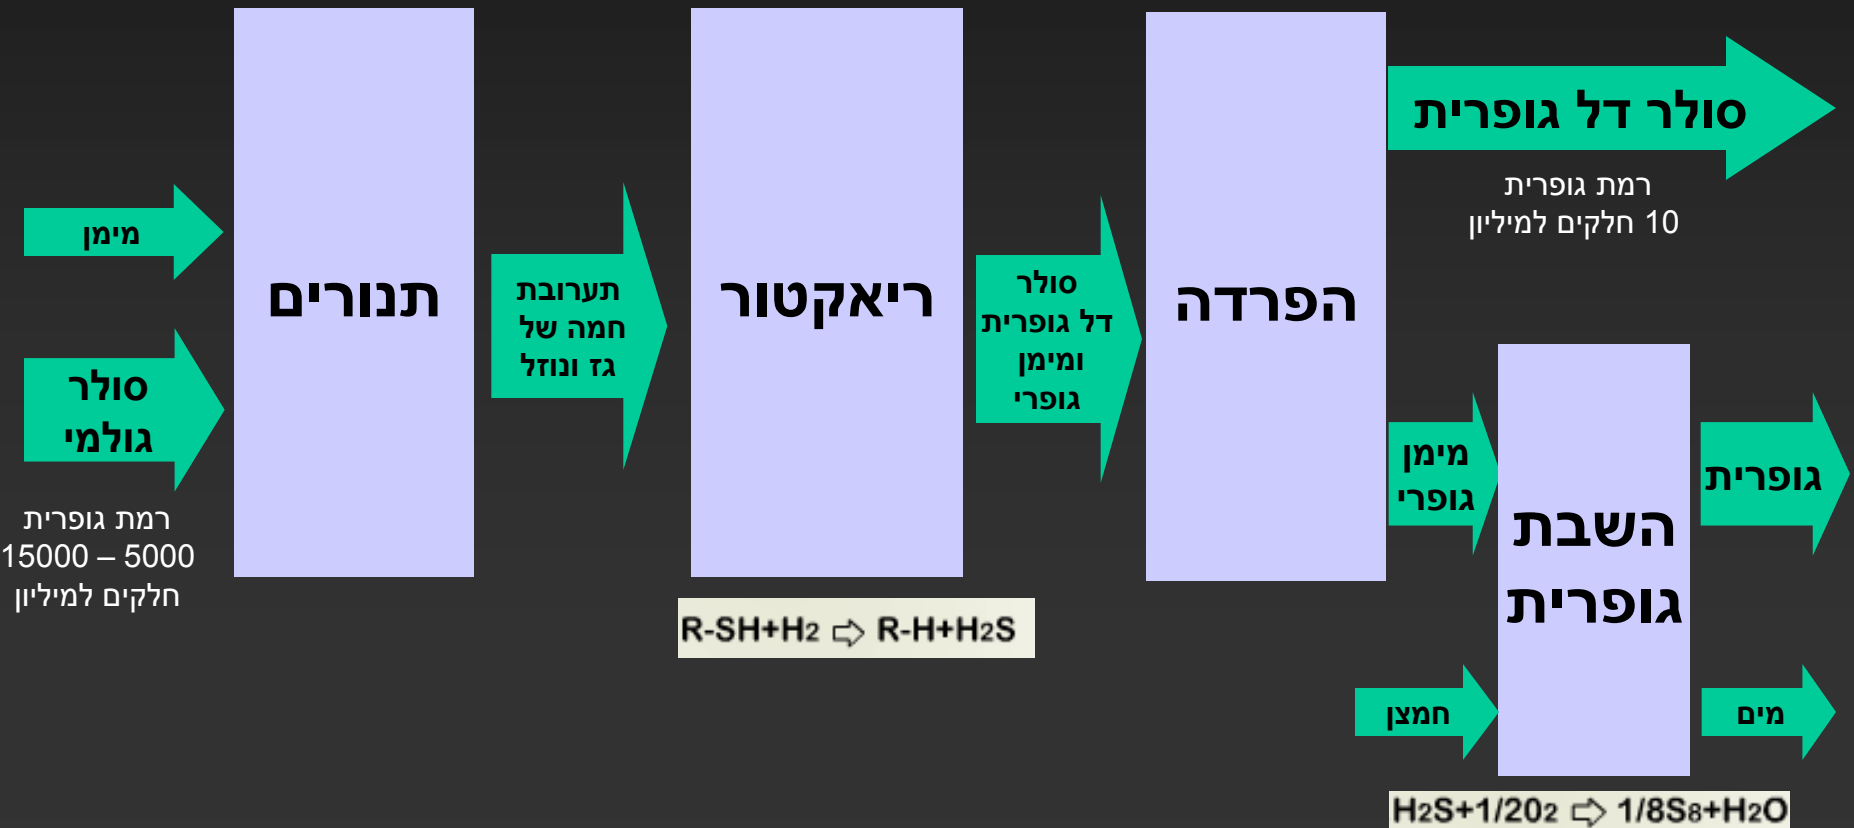 מימן
סולר
גולמי
רמת גופרית
15000 – 5000
חלקים למיליון
תנורים
תערובת
חמה של
גז ונוזל
ריאקטור
R-SH+H2 ⇨ R-H+H2S
סולר
דל גופרית
ומימן
גופרי
הפרדה
סולר דל גופרית
רמת גופרית
10 חלקים למיליון
מימן
גופרי
חמצן
השבת
גופרית
גופרית
מים
H2S+1/2O2 ⇨ 1/8S8+H2O